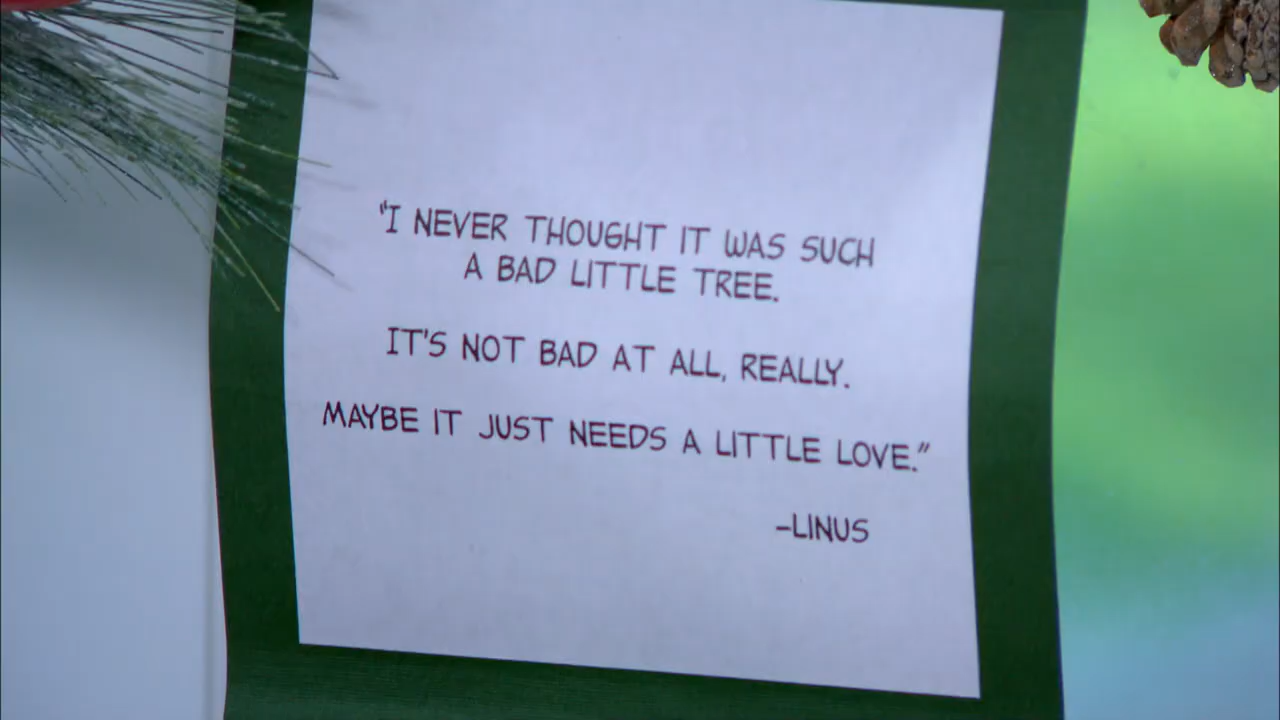 "I NEVER THOUGHT IT WAS SUCH
A BAD LITTLE TREE.
IT'S NOT BAD AT ALL, REALLY.
MAYBE IT JUST NEEDS A LITTLE LOVE."
-LINUS